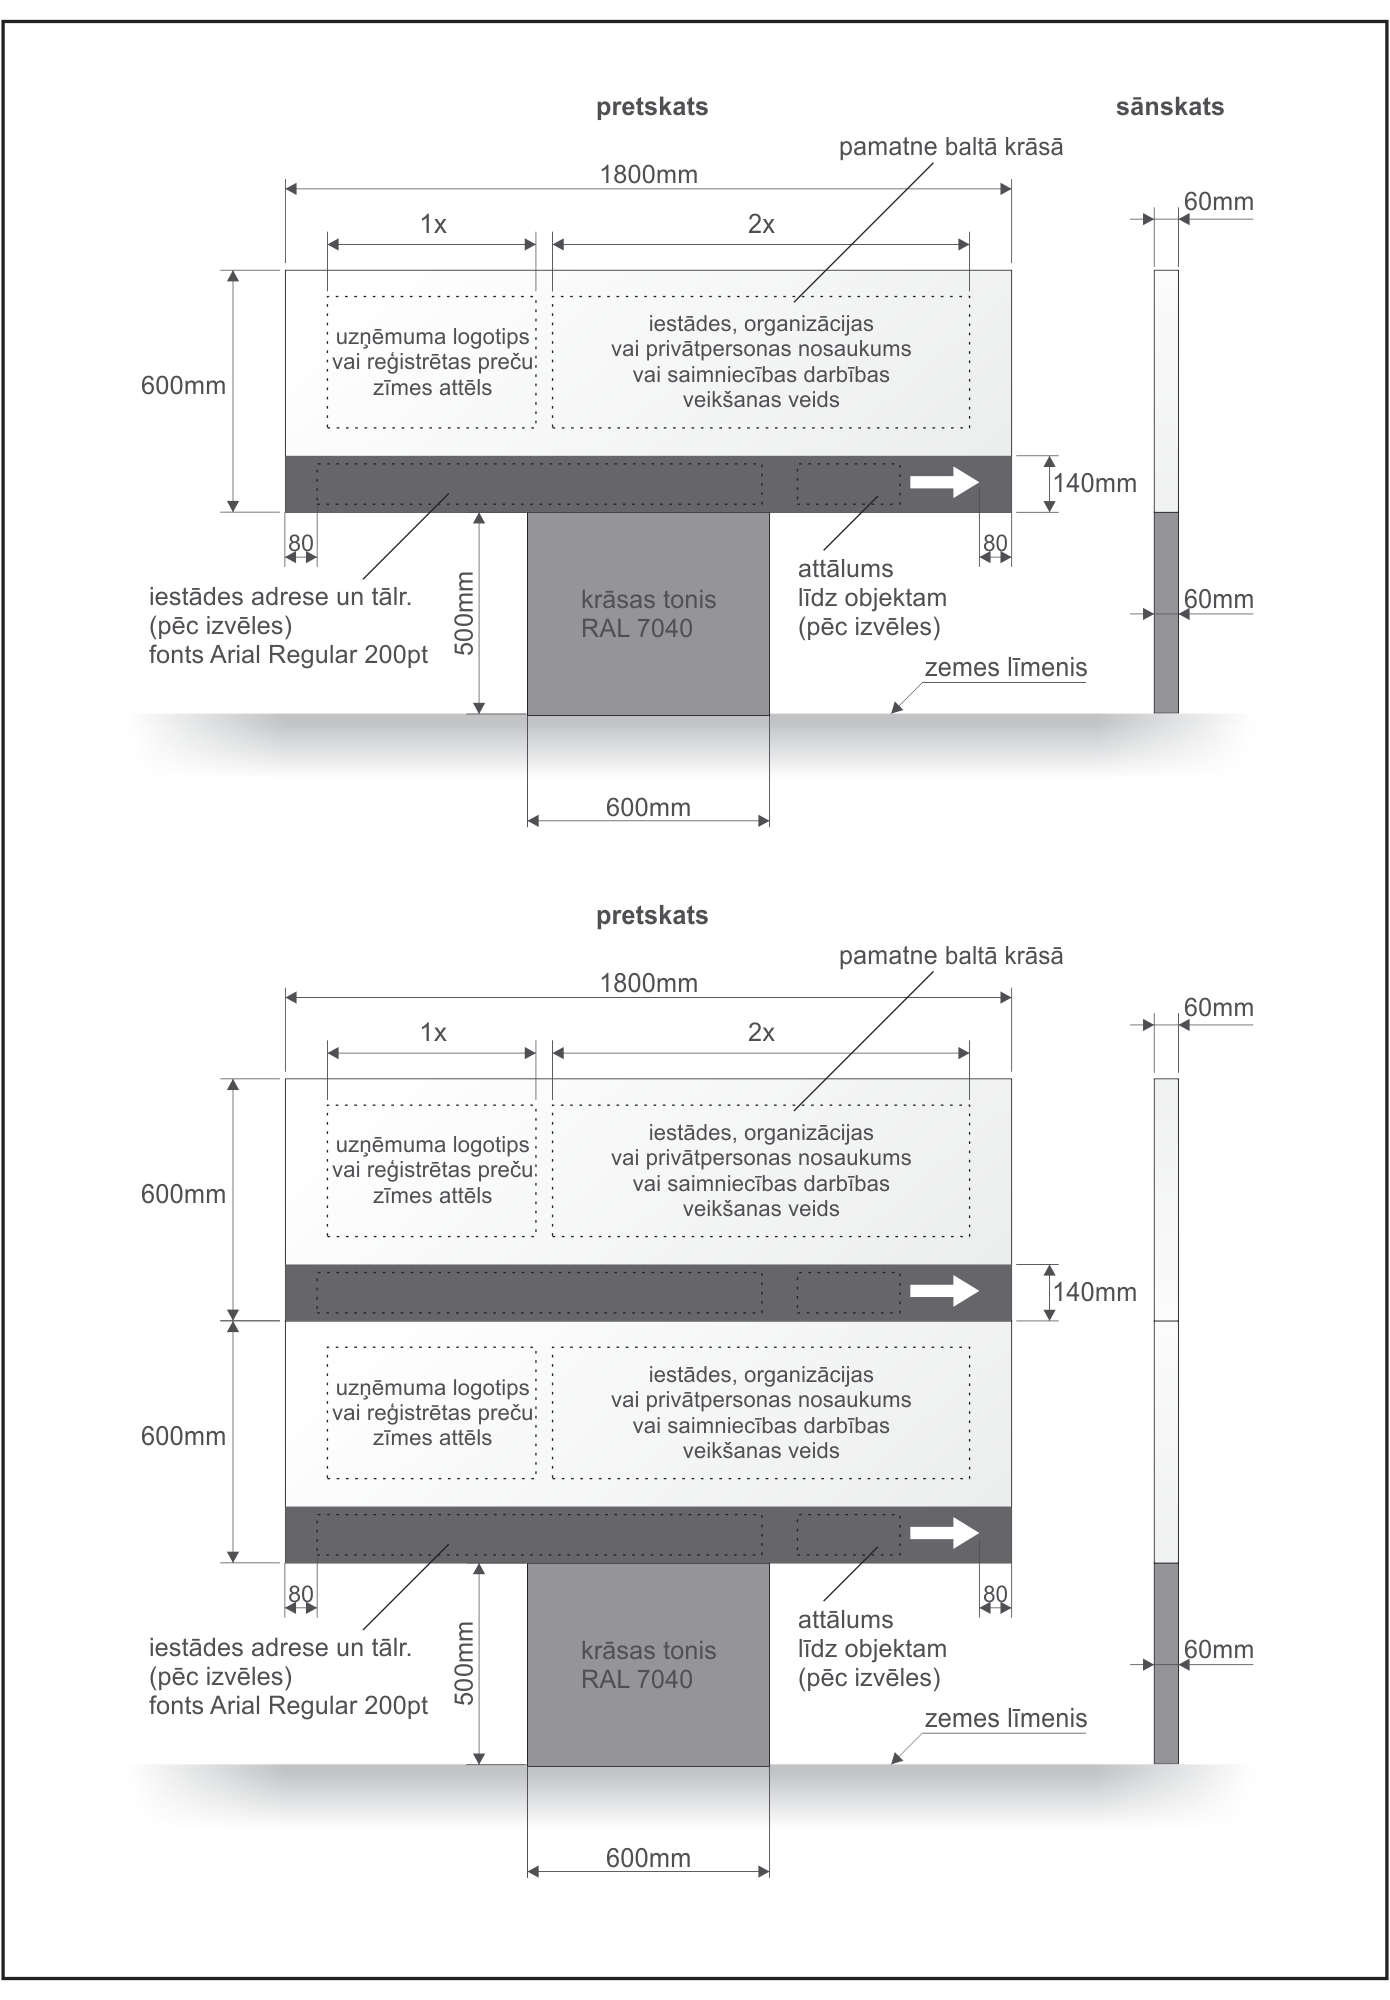 pretskats
sānskats
pamatne baltā krāsā
1800mm
60mm
1x
2x
uzņēmuma logotips
vai reģistrētas preču
zīmes attēls
iestādes, organizācijas
vai privātpersonas nosaukums
vai saimniecības darbības
veikšanas veids
600mm
140mm
80
80
iestādes adrese un tālr.
(pēc izvēles)
fonts Arial Regular 200pt
500mm
krāsas tonis
RAL 7040
attālums
līdz objektam
(pēc izvēles)
60mm
zemes līmenis
600mm
pretskats
pamatne baltā krāsā
1800mm
60mm
1x
2x
uzņēmuma logotips
vai reģistrētas preču
zīmes attēls
iestādes, organizācijas
vai privātpersonas nosaukums
vai saimniecības darbības
veikšanas veids
600mm
140mm
uzņēmuma logotips
vai reģistrētas preču
zīmes attēls
iestādes, organizācijas
vai privātpersonas nosaukums
vai saimniecības darbības
veikšanas veids
600mm
80
80
iestādes adrese un tālr.
(pēc izvēles)
fonts Arial Regular 200pt
500mm
krāsas tonis
RAL 7040
attālums
līdz objektam
(pēc izvēles)
60mm
zemes līmenis
600mm